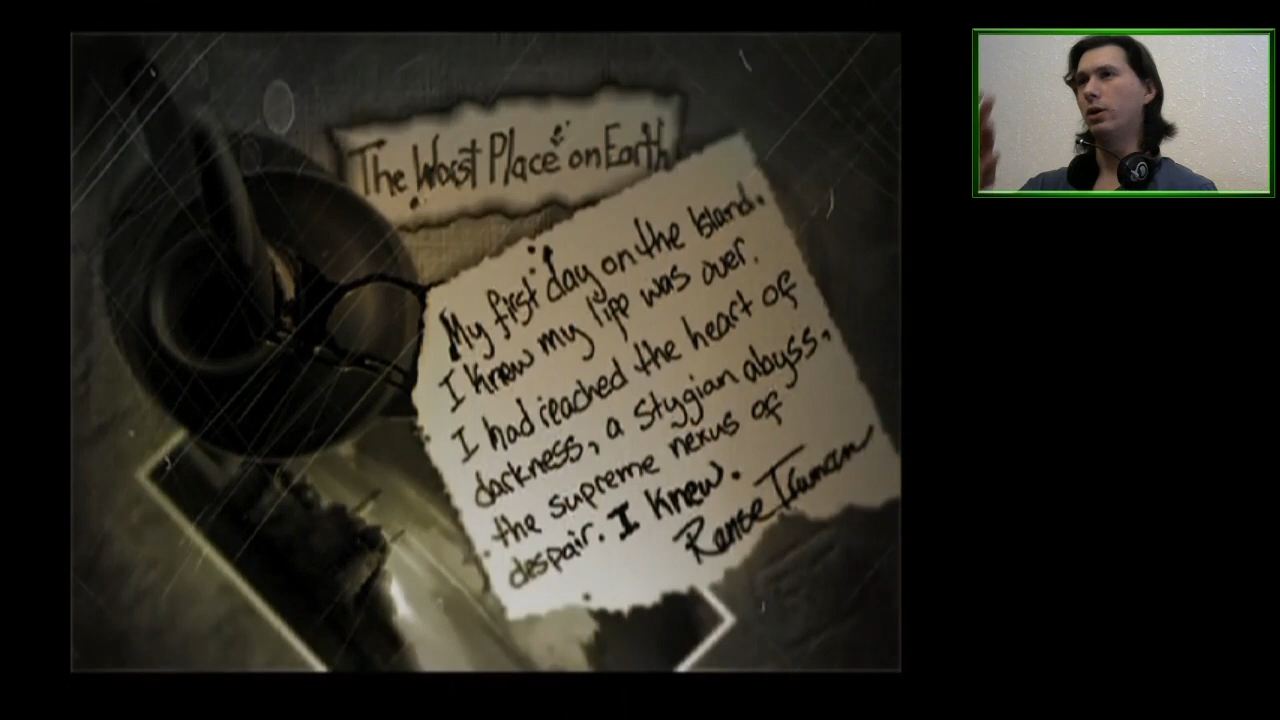 The Worst Place on Earth
My first day on the Island.
I knew my life was over.
I had reached the heart of
darkness, a stygian abyss,
the supreme nexus of
despair. I knew.
Ranse Truman